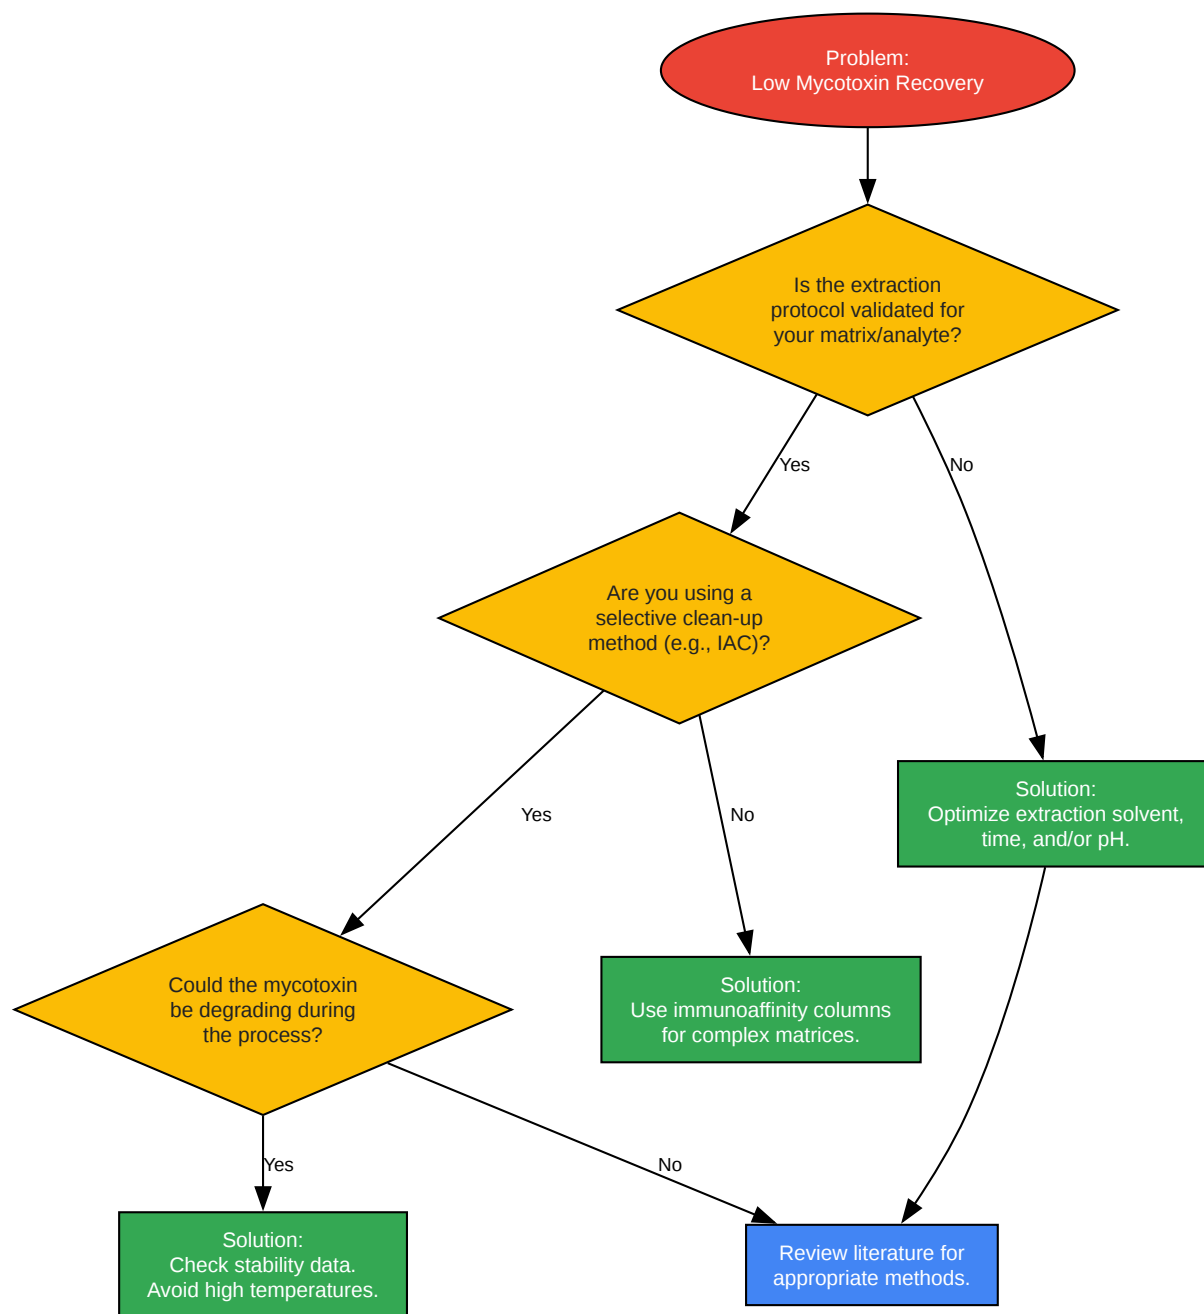 Problem:
Low Mycotoxin Recovery
Is the extraction
protocol validated for
your matrix/analyte?
Yes
No
Are you using a
selective clean-up
method (e.g., IAC)?
Solution:
Optimize extraction solvent,
time, and/or pH.
Yes
No
Could the mycotoxin
be degrading during
the process?
Solution:
Use immunoaffinity columns
for complex matrices.
Yes
No
Solution:
Check stability data.
Avoid high temperatures.
Review literature for
appropriate methods.